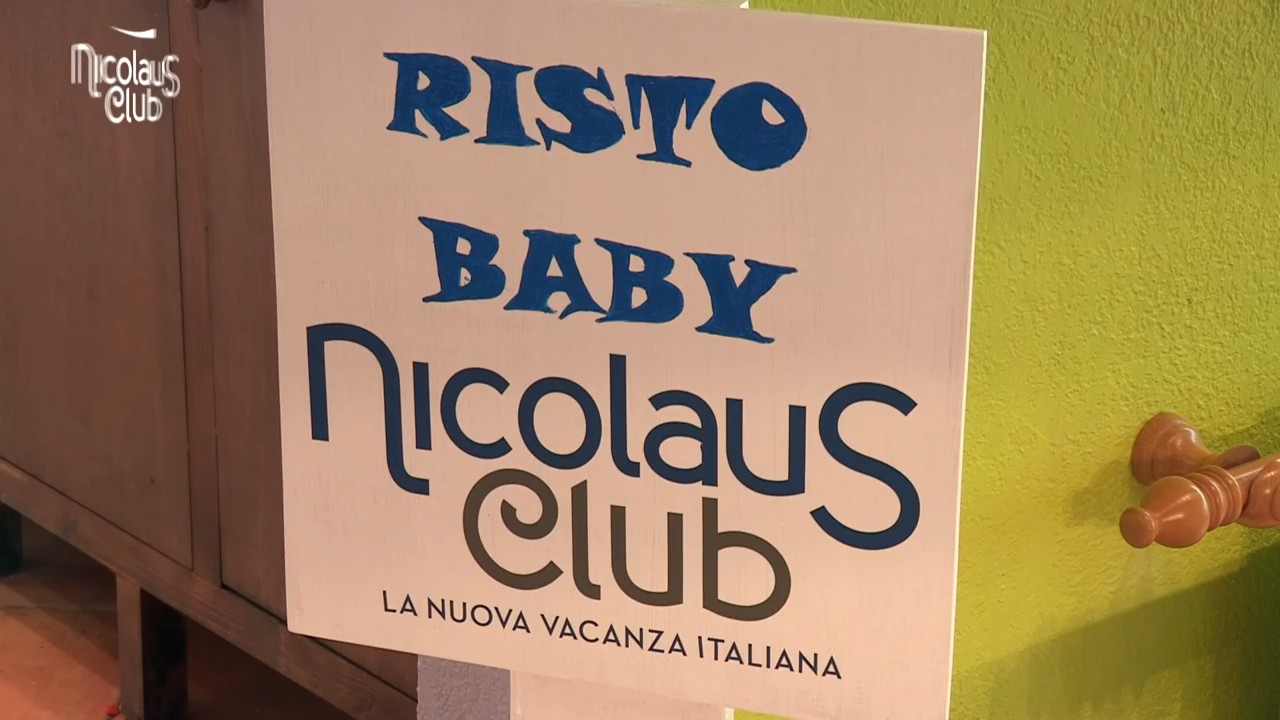 Nicolaus
Club
RISTO
BABY
Nicolaus
Club
LA NUOVA VACANZA ITALIANA